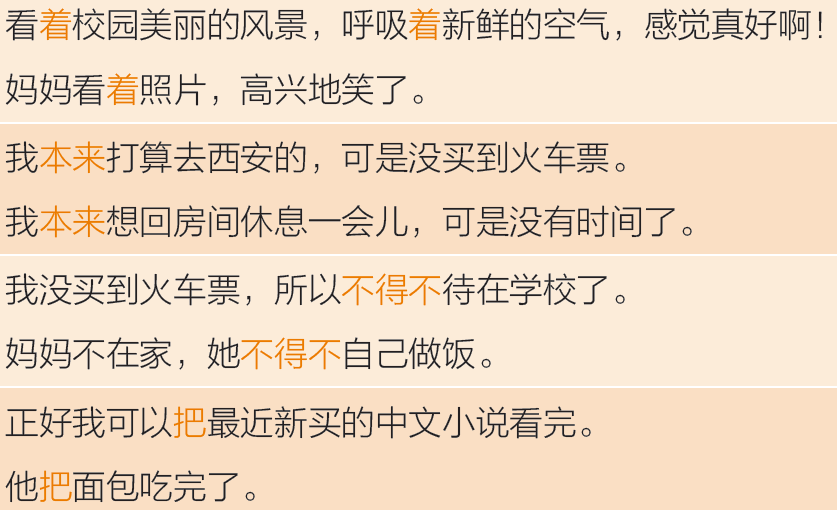 看着校园美丽的风景，呼吸着新鲜的空气，感觉真好啊！
妈妈看着照片，高兴地笑了。
我本来打算去西安的，可是没买到火车票。
我本来想回房间休息一会儿，可是没有时间了。
我没买到火车票，所以不得不待在学校了。
妈妈不在家，她不得不自己做饭。
正好我可以把最近新买的中文小说看完。
他把面包吃完了。